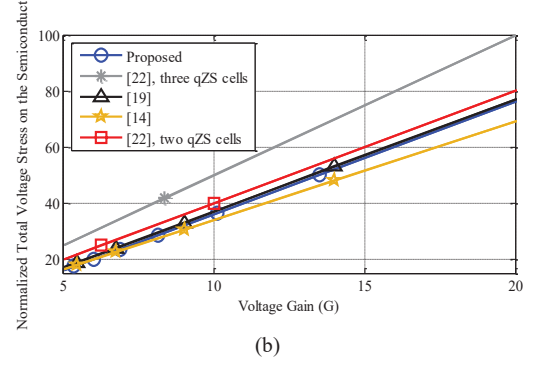 Normalized Total Voltage Stress on the Semiconduct
100
80
60
40
20
Proposed
[22], three qZS cells
[19]
[14]
[22], two qZS cells
5
10
15
20
Voltage Gain (G)
(b)